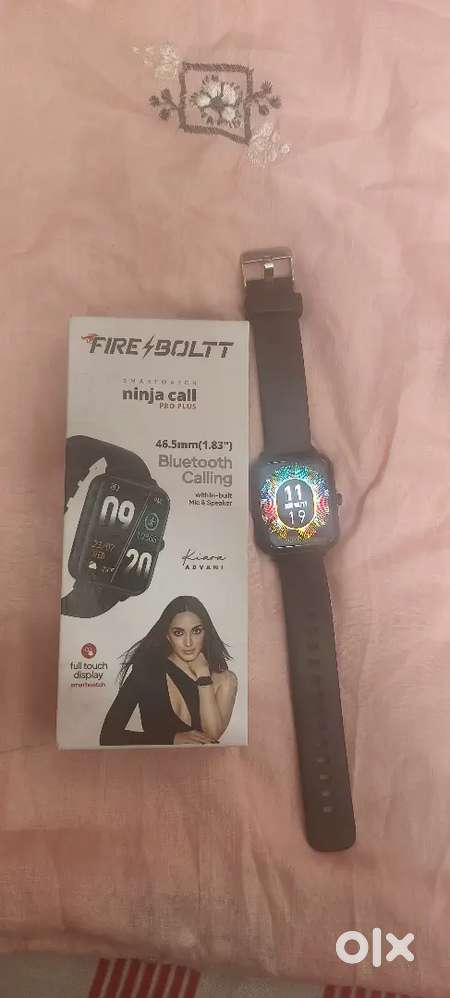 FIRE BOLTT
SMARTWATCH
ninja call
PRO PLUS
46.5mm(1.83")
Bluetooth
Calling
with in-built
Mic & Speaker
09
20
Kiara
ADVANI
full touch
display
smartwatch
11
19
olx